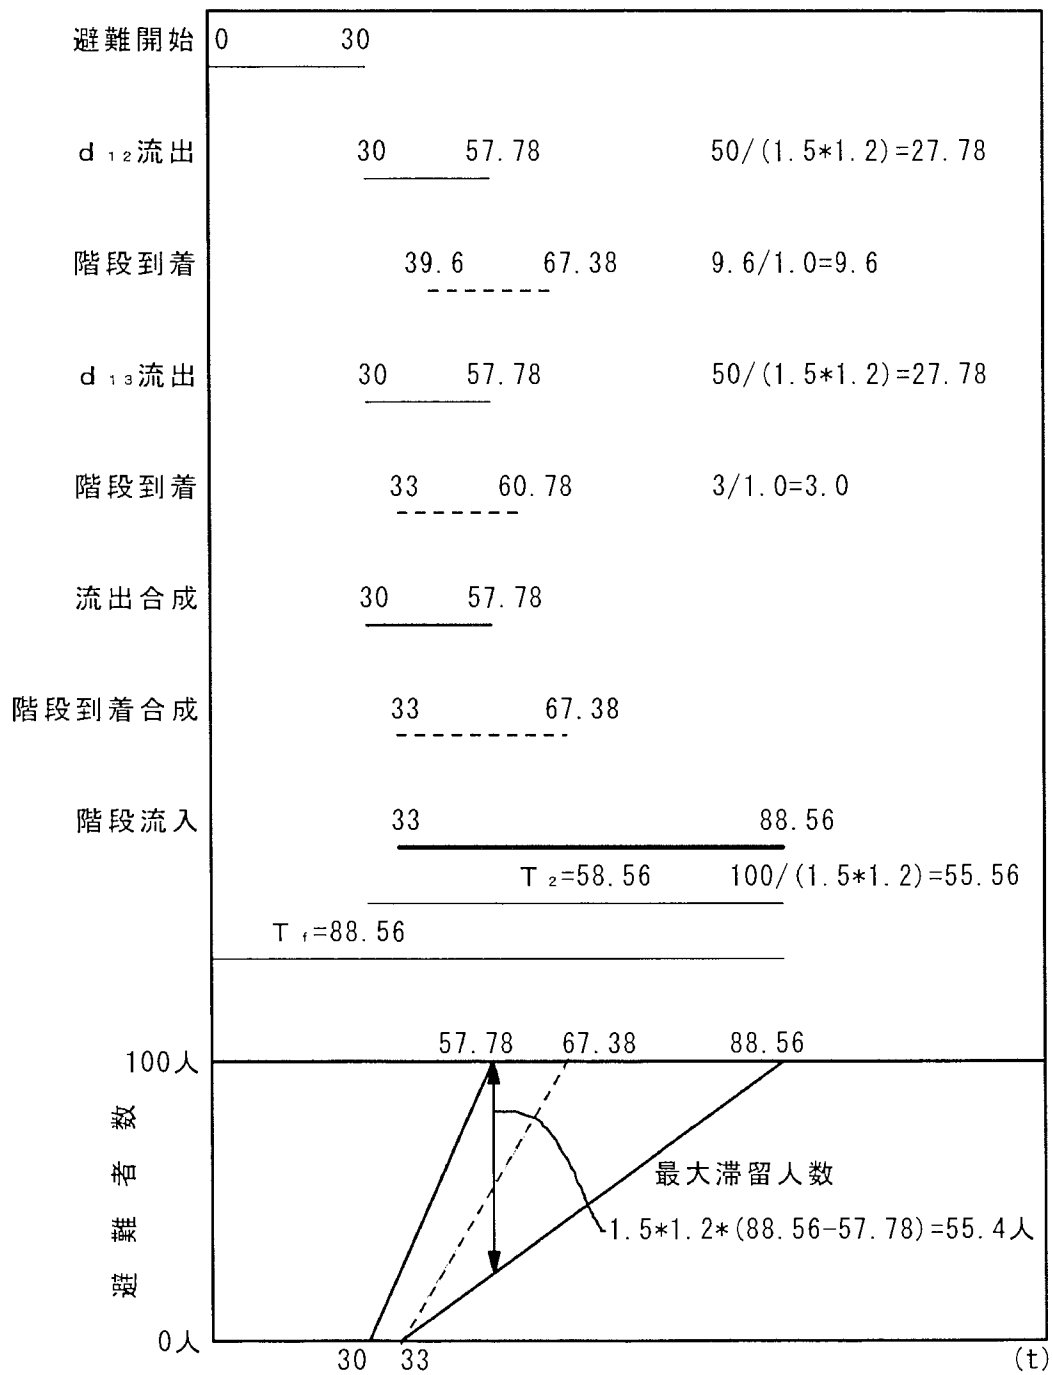 避難開始 0 30
d₁₂流出 30 57.78 50/(1.5*1.2)=27.78
階段到着 39.6 67.38 9.6/1.0=9.6
d₁₃流出 30 57.78 50/(1.5*1.2)=27.78
階段到着 33 60.78 3/1.0=3.0
流出合成 30 57.78
階段到着合成 33 67.38
階段流入 33 88.56
T₂=58.56 100/(1.5*1.2)=55.56
T f=88.56
57.78 67.38 88.56
100人
避難者数
最大滞留人数
1.5*1.2*(88.56-57.78)=55.4人
0人
30 33 (t)